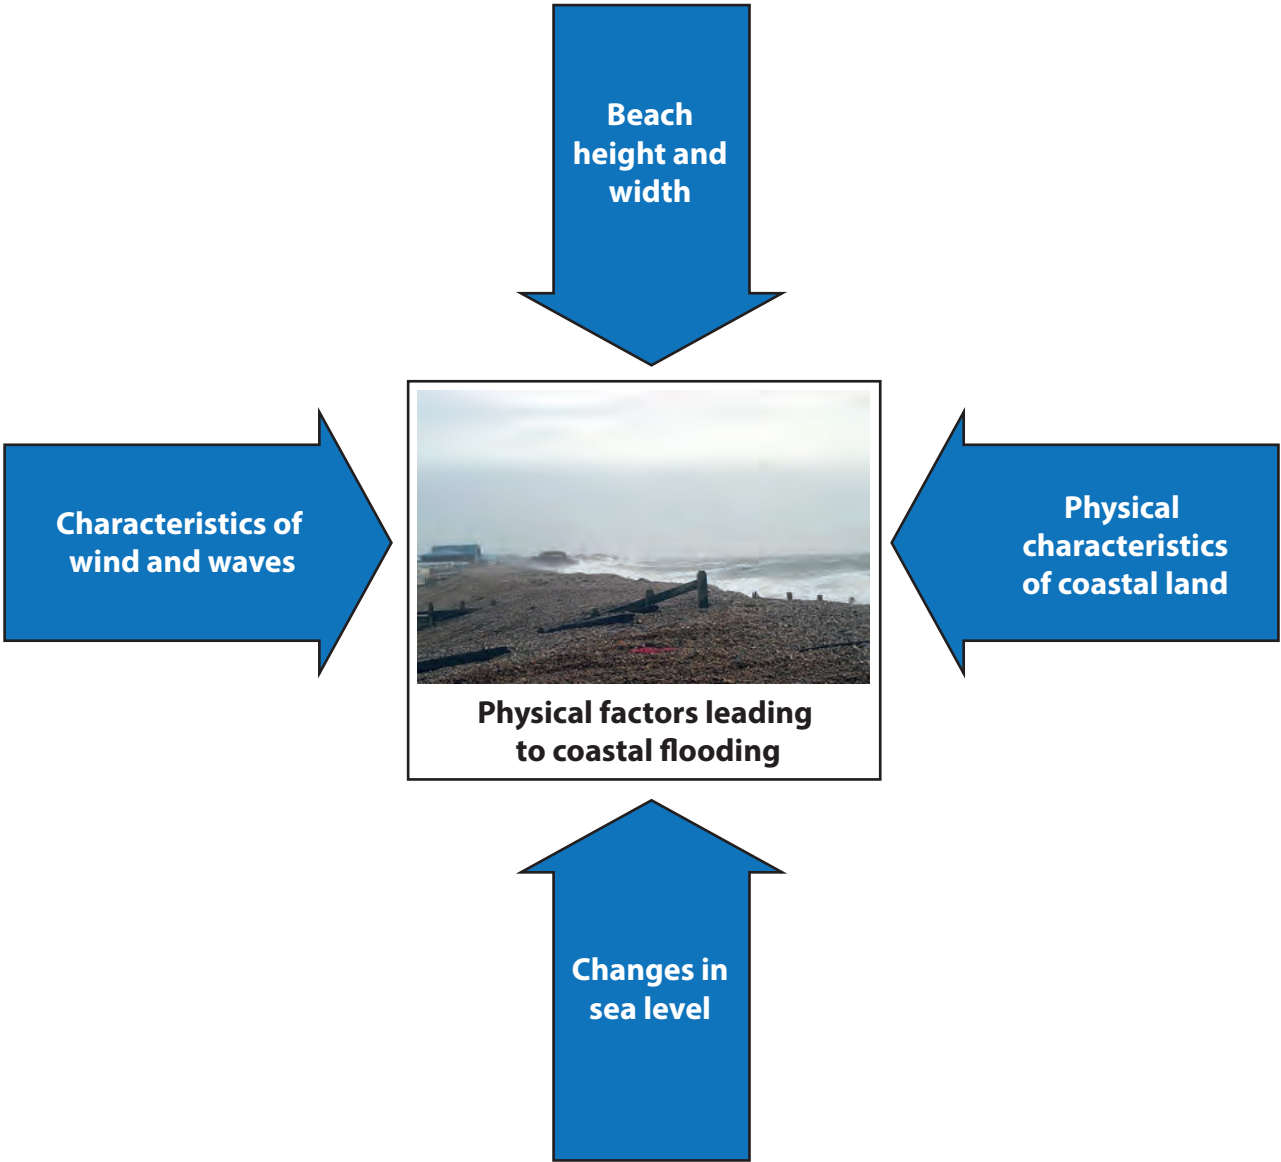 Beach
height and
width
Characteristics of
wind and waves
Physical
characteristics
of coastal land
Physical factors leading
to coastal flooding
Changes in
sea level